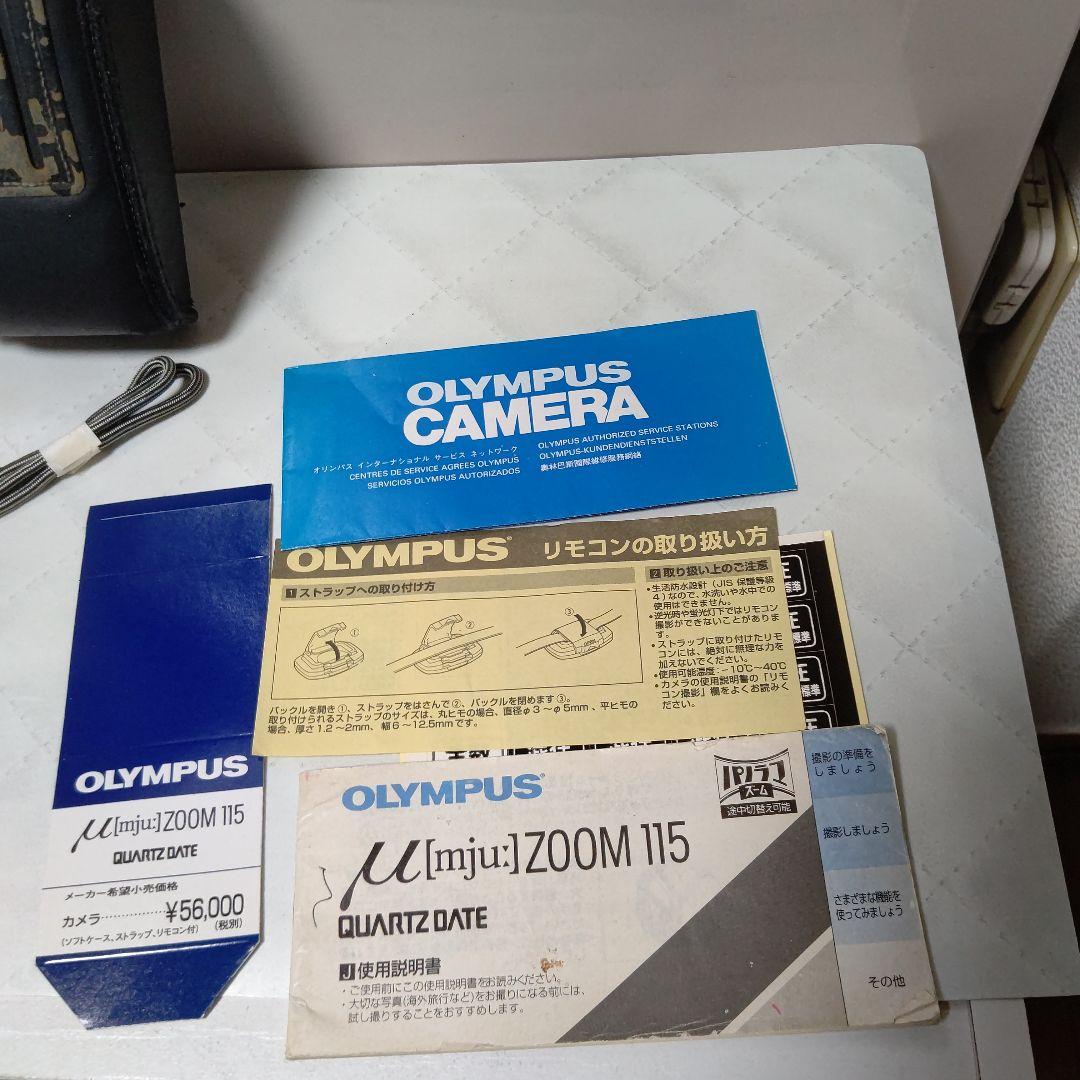 OLYMPUS
CAMERA
オリンパス インターナショナル サービス ネットワーク
CENTRES DE SERVICE AGREES OLYMPUS
SERVICIOS OLYMPUS AUTORIZADOS
OLYMPUS AUTHORIZED SERVICE STATIONS
OLYMPUS-KUNDENDIENSTSTELLEN
奧林巴斯國際維修服務網絡
OLYMPUS リモコンの取り扱い方
1 ストラップへの取り付け方
① ② ③
バックルを開き①、ストラップをはさんで②、バックルを閉めます③。
取り付けられるストラップのサイズは、丸ヒモの場合、直径φ3～φ5mm、平ヒモの
場合、厚さ1.2～2mm、幅6～12.5mmです。
2 取り扱い上のご注意
・生活防水設計（JIS 保護等級
4）なので、水洗いや水中での
使用はできません。
・逆光時や蛍光灯下ではリモコン
撮影ができないことがありま
す。
・ストラップに取り付けたリモ
コンには、絶対に無理な力を
加えないでください。
・使用可能温度：－10℃～40℃
・カメラの使用説明書の「リモ
コン撮影」欄をよくお読みく
ださい。
標準
標準
標準
OLYMPUS
μ[mju:]ZOOM 115
QUARTZ DATE
メーカー希望小売価格
カメラ……………¥56,000
(ソフトケース、ストラップ、リモコン付) (税別)
OLYMPUS
μ[mju:]ZOOM 115
QUARTZ DATE
J 使用説明書
・ご使用前にこの使用説明書をお読みください。
・大切な写真(海外旅行など)をお撮りになる前には、
試し撮りすることをおすすめします。
パノラマ
ズーム
途中切替え可能
撮影の準備を
しましょう
撮影しましょう
さまざまな機能を
使ってみましょう
その他